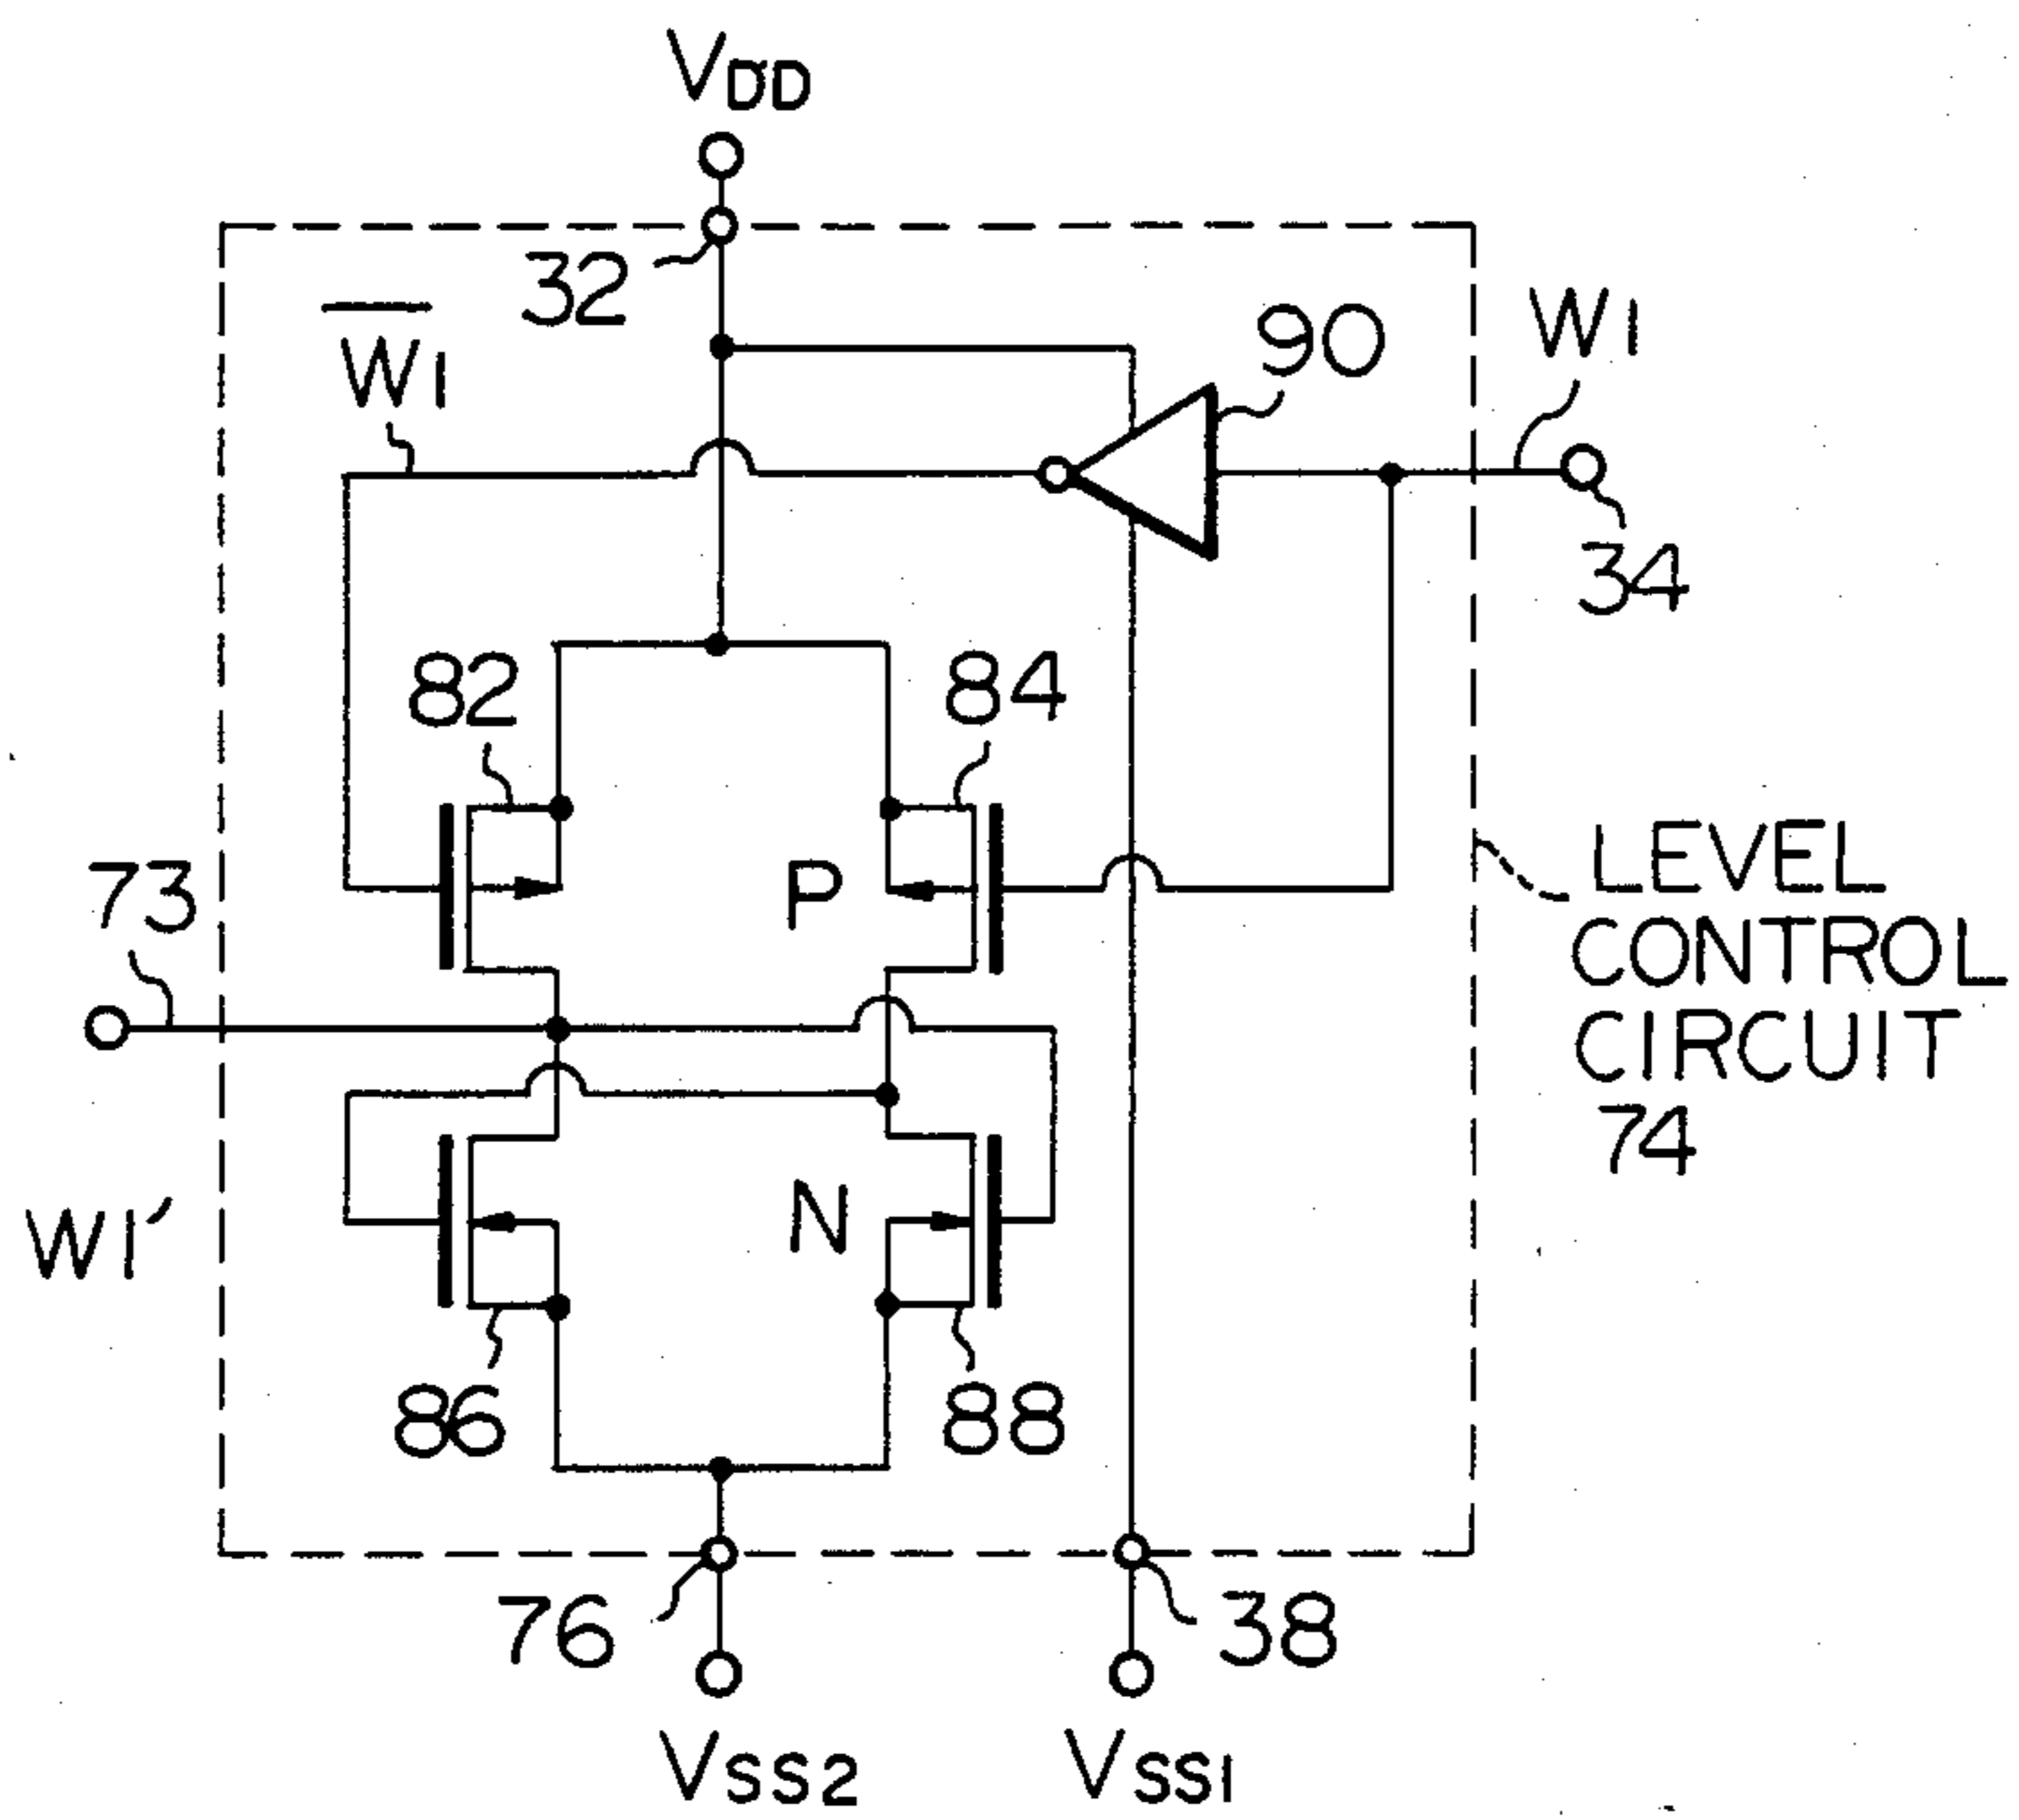 VDD
32
W1
90
W1
34
82
84
73
P
LEVEL
CONTROL
CIRCUIT
74
W1′
N
86
88
76
38
VSS2
VSS1